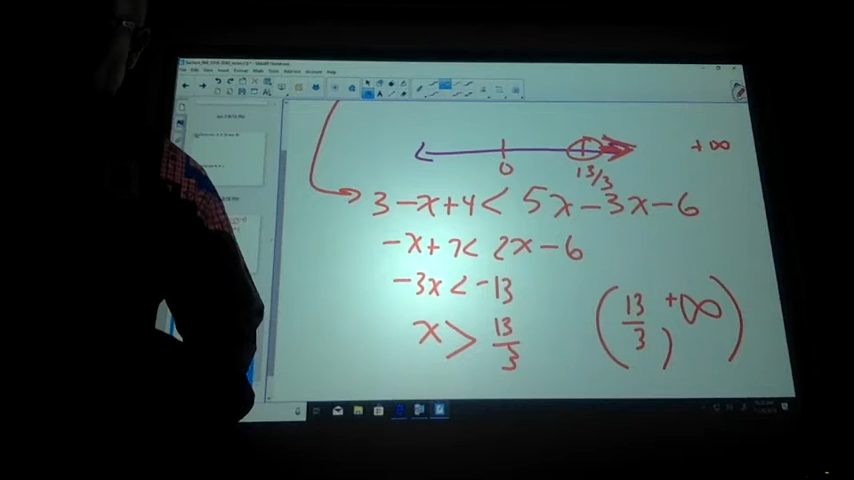 +∞
0 13/3
3 -x+4 < 5x - 3x - 6
-x + 7 < 2x - 6
-3x < -13
x > 13/3
(13/3, +∞)